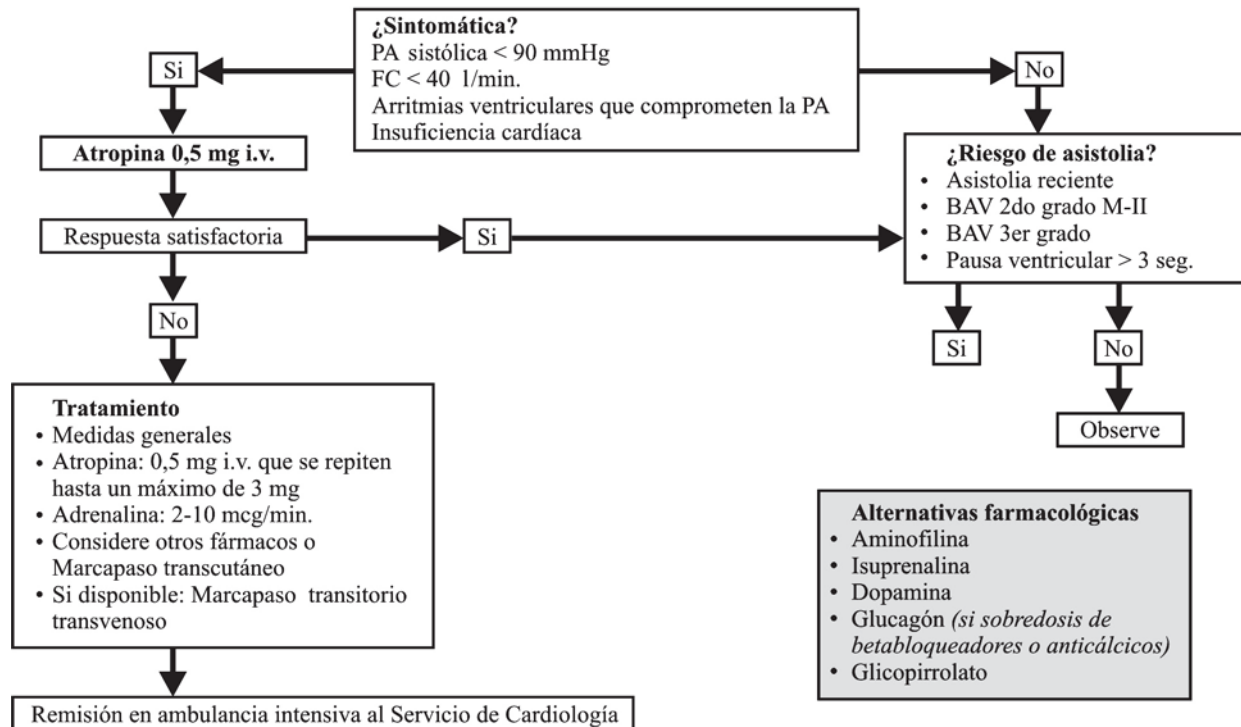 ¿Sintomática?
PA sistólica < 90 mmHg
FC < 40 l/min.
Arritmias ventriculares que comprometen la PA
Insuficiencia cardíaca
Si
No
Atropina 0,5 mg i.v.
¿Riesgo de asistolia?
• Asistolia reciente
• BAV 2do grado M-II
• BAV 3er grado
• Pausa ventricular > 3 seg.
Respuesta satisfactoria
Si
No
Si
No
Observe
Tratamiento
• Medidas generales
• Atropina: 0,5 mg i.v. que se repiten
hasta un máximo de 3 mg
• Adrenalina: 2-10 mcg/min.
• Considere otros fármacos o
Marcapaso transcutáneo
• Si disponible: Marcapaso transitorio
transvenoso
Alternativas farmacológicas
• Aminofilina
• Isuprenalina
• Dopamina
• Glucagón (si sobredosis de
betabloqueadores o anticálcicos)
• Glicopirrolato
Remisión en ambulancia intensiva al Servicio de Cardiología